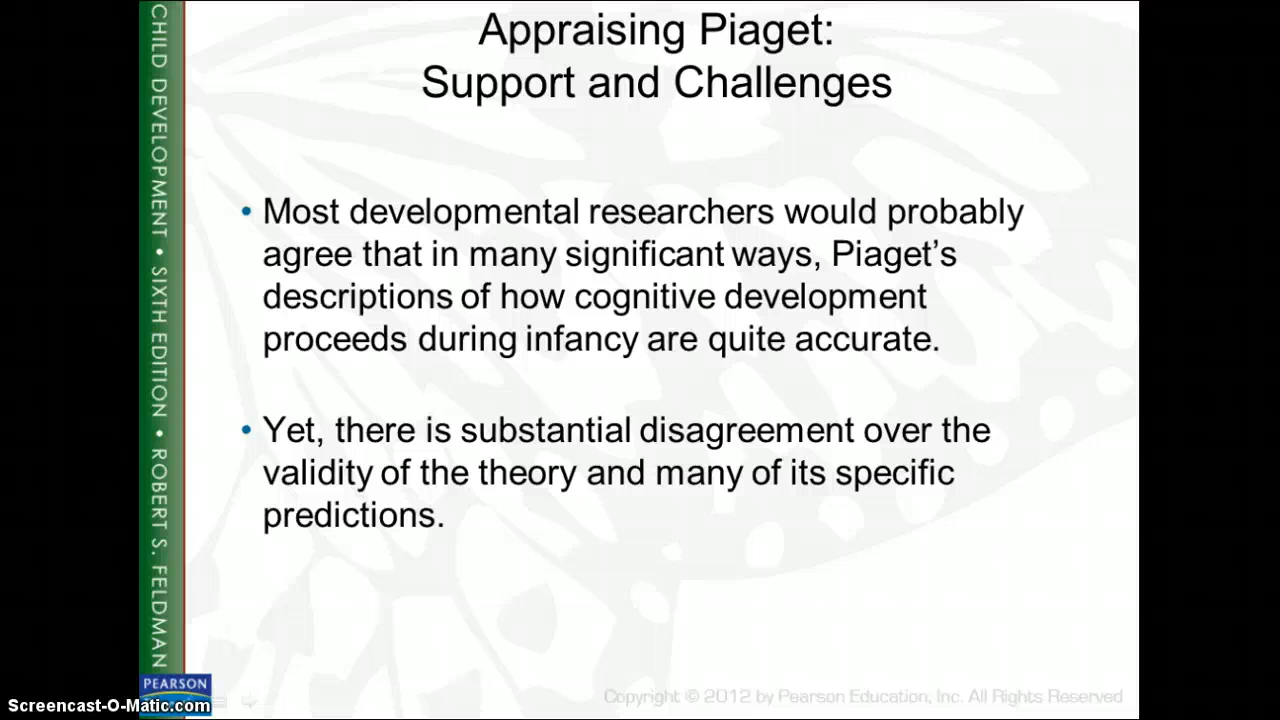 Appraising Piaget:
Support and Challenges
• Most developmental researchers would probably
agree that in many significant ways, Piaget’s
descriptions of how cognitive development
proceeds during infancy are quite accurate.
• Yet, there is substantial disagreement over the
validity of the theory and many of its specific
predictions.
CHILD DEVELOPMENT • SIXTH EDITION • ROBERT S. FELDMAN
PEARSON
Screencast-O-Matic.com
Copyright © 2012 by Pearson Education, Inc. All Rights Reserved